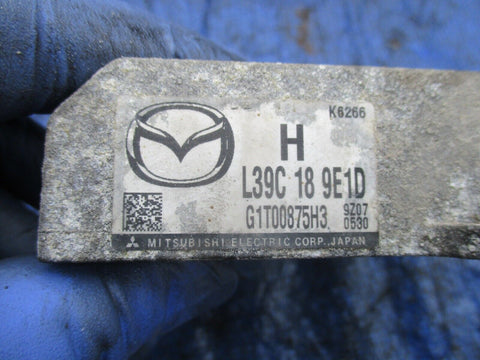 K6266
H
L39C 18 9E1D
G1T00875H3 9Z07
0530
MITSUBISHI ELECTRIC CORP., JAPAN